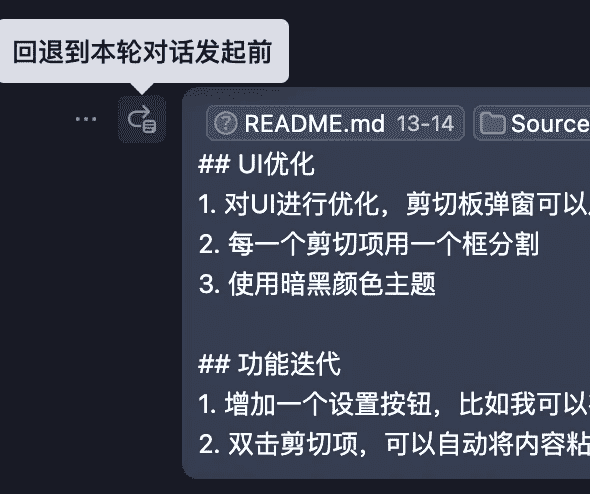 回退到本轮对话发起前
README.md 13-14 Source
## UI优化
1. 对UI进行优化，剪切板弹窗可以
2. 每一个剪切项用一个框分割
3. 使用暗黑颜色主题
## 功能迭代
1. 增加一个设置按钮，比如我可以
2. 双击剪切项，可以自动将内容粘